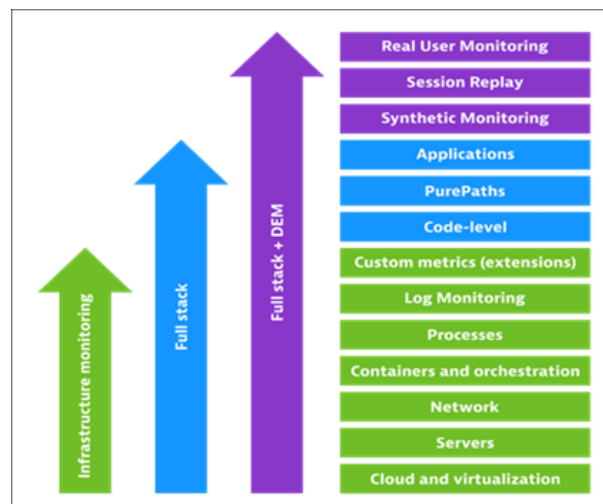 Infrastructure monitoring
Full stack
Full stack + DEM
Real User Monitoring
Session Replay
Synthetic Monitoring
Applications
PurePaths
Code-level
Custom metrics (extensions)
Log Monitoring
Processes
Containers and orchestration
Network
Servers
Cloud and virtualization